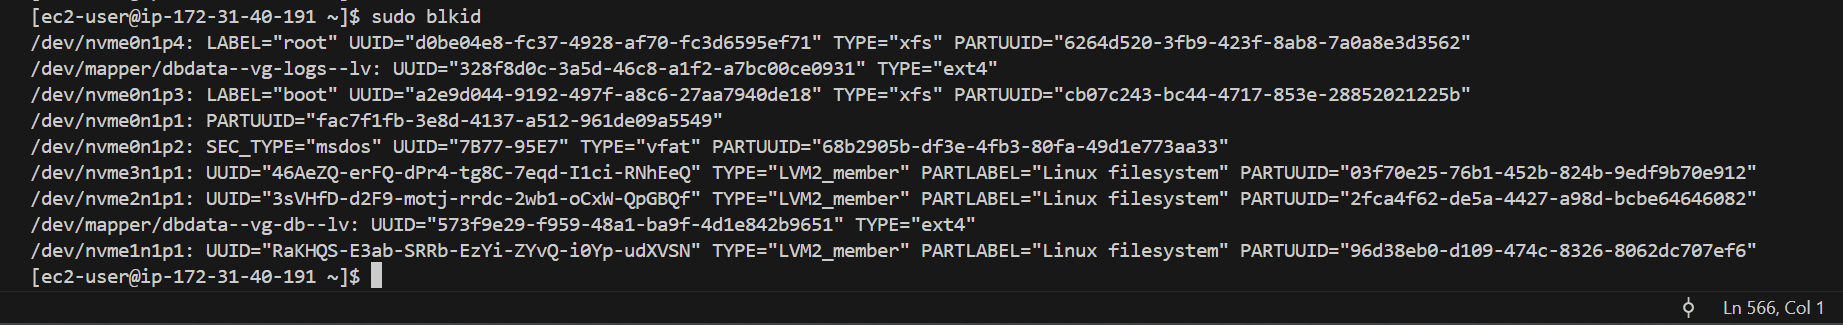 [ec2-user@ip-172-31-40-191 ~]$ sudo blkid
/dev/nvme0n1p4: LABEL="root" UUID="d0be04e8-fc37-4928-af70-fc3d6595ef71" TYPE="xfs" PARTUUID="6264d520-3fb9-423f-8ab8-7a0a8e3d3562"
/dev/mapper/dbdata--vg-logs--lv: UUID="328f8d0c-3a5d-46c8-a1f2-a7bc00ce0931" TYPE="ext4"
/dev/nvme0n1p3: LABEL="boot" UUID="a2e9d044-9192-497f-a8c6-27aa7940de18" TYPE="xfs" PARTUUID="cb07c243-bc44-4717-853e-28852021225b"
/dev/nvme0n1p1: PARTUUID="fac7f1fb-3e8d-4137-a512-961de09a5549"
/dev/nvme0n1p2: SEC_TYPE="msdos" UUID="7B77-95E7" TYPE="vfat" PARTUUID="68b2905b-df3e-4fb3-80fa-49d1e773aa33"
/dev/nvme3n1p1: UUID="46AeZQ-erFQ-dPr4-tg8C-7eqd-I1ci-RNhEeQ" TYPE="LVM2_member" PARTLABEL="Linux filesystem" PARTUUID="03f70e25-76b1-452b-824b-9edf9b70e912"
/dev/nvme2n1p1: UUID="3sVHfD-d2F9-motj-rrdc-2wb1-oCxW-QpGBQf" TYPE="LVM2_member" PARTLABEL="Linux filesystem" PARTUUID="2fca4f62-de5a-4427-a98d-bcbe64646082"
/dev/mapper/dbdata--vg-db--lv: UUID="573f9e29-f959-48a1-ba9f-4d1e842b9651" TYPE="ext4"
/dev/nvme1n1p1: UUID="RaKHQS-E3ab-SRRb-EzYi-ZYvQ-i0Yp-udXVSN" TYPE="LVM2_member" PARTLABEL="Linux filesystem" PARTUUID="96d38eb0-d109-474c-8326-8062dc707ef6"
[ec2-user@ip-172-31-40-191 ~]$
Ln 566, Col 1